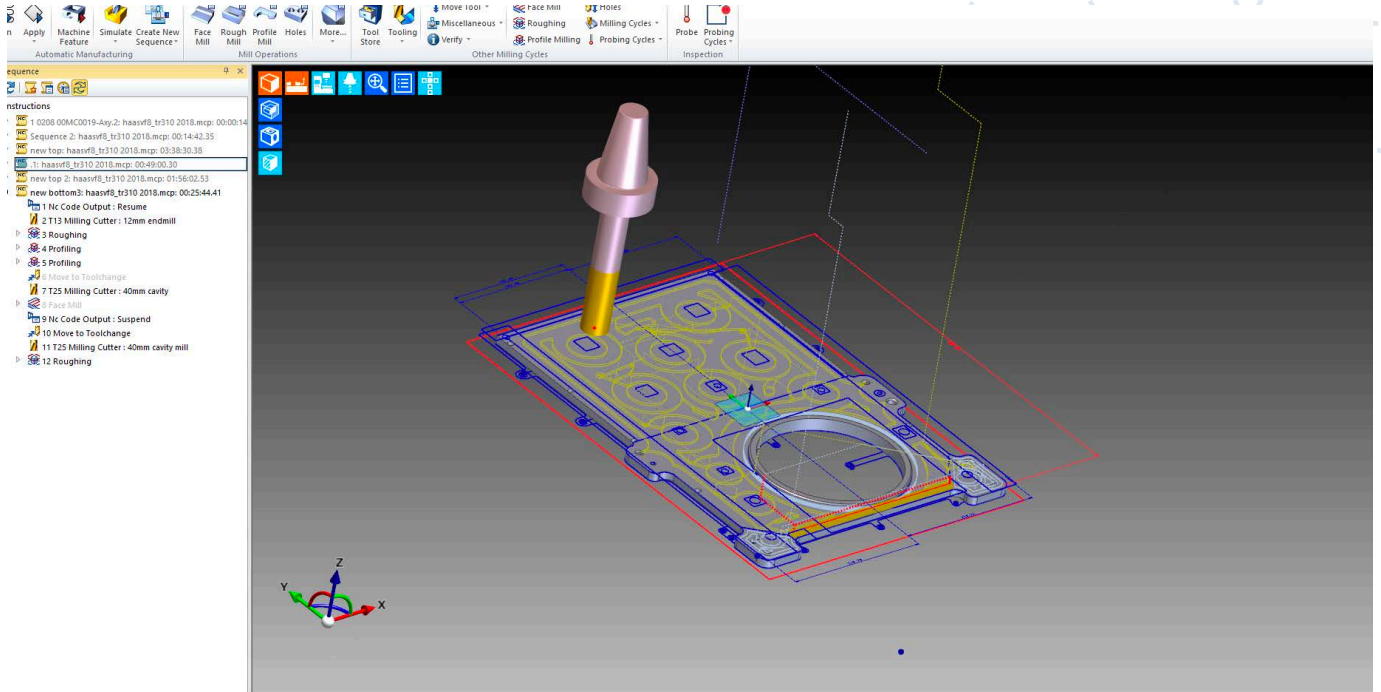 Move Tool
Face Mill
Holes
Apply
Machine Feature
Simulate
Create New Sequence
Face Mill
Rough Mill
Profile Mill
Holes
More...
Tool Store
Tooling
Miscellaneous
Roughing
Milling Cycles
Verify
Profile Milling
Probing Cycles
Probe
Probing Cycles
Automatic Manufacturing
Mill Operations
Other Milling Cycles
Inspection
equence
nstructions
1 0208 00MC0019-Axy.2: haasvf8_tr310 2018.mcp: 00:00:14
Sequence 2: haasvf8_tr310 2018.mcp: 00:14:42.35
new top: haasvf8_tr310 2018.mcp: 03:38:30.38
.1: haasvf8_tr310 2018.mcp: 00:49:00.30
new top 2: haasvf8_tr310 2018.mcp: 01:56:02.53
new bottom3: haasvf8_tr310 2018.mcp: 00:25:44.41
1 Nc Code Output : Resume
2 T13 Milling Cutter : 12mm endmill
3 Roughing
4 Profiling
5 Profiling
6 Move to Toolchange
7 T25 Milling Cutter : 40mm cavity
8 Face Mill
9 Nc Code Output : Suspend
10 Move to Toolchange
11 T25 Milling Cutter : 40mm cavity mill
12 Roughing
Z
Y
X